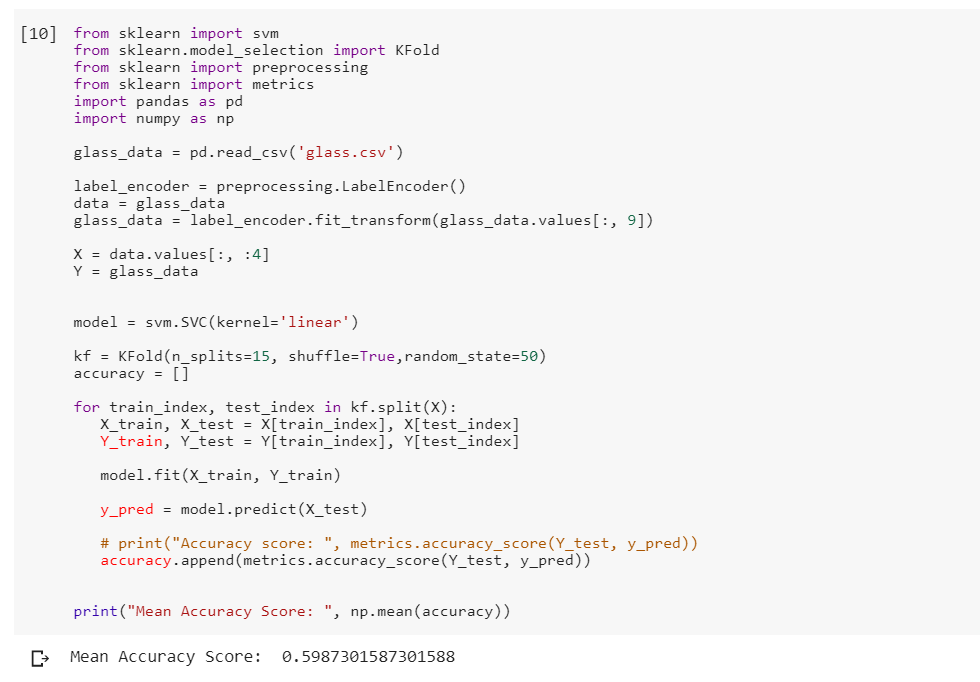 [10] from sklearn import svm
from sklearn.model_selection import KFold
from sklearn import preprocessing
from sklearn import metrics
import pandas as pd
import numpy as np
glass_data = pd.read_csv('glass.csv')
label_encoder = preprocessing.LabelEncoder()
data = glass_data
glass_data = label_encoder.fit_transform(glass_data.values[:, 9])
X = data.values[:, :4]
Y = glass_data
model = svm.SVC(kernel='linear')
kf = KFold(n_splits=15, shuffle=True,random_state=50)
accuracy = []
for train_index, test_index in kf.split(X):
X_train, X_test = X[train_index], X[test_index]
Y_train, Y_test = Y[train_index], Y[test_index]
model.fit(X_train, Y_train)
y_pred = model.predict(X_test)
# print("Accuracy score: ", metrics.accuracy_score(Y_test, y_pred))
accuracy.append(metrics.accuracy_score(Y_test, y_pred))
print("Mean Accuracy Score: ", np.mean(accuracy))
Mean Accuracy Score:  0.5987301587301588